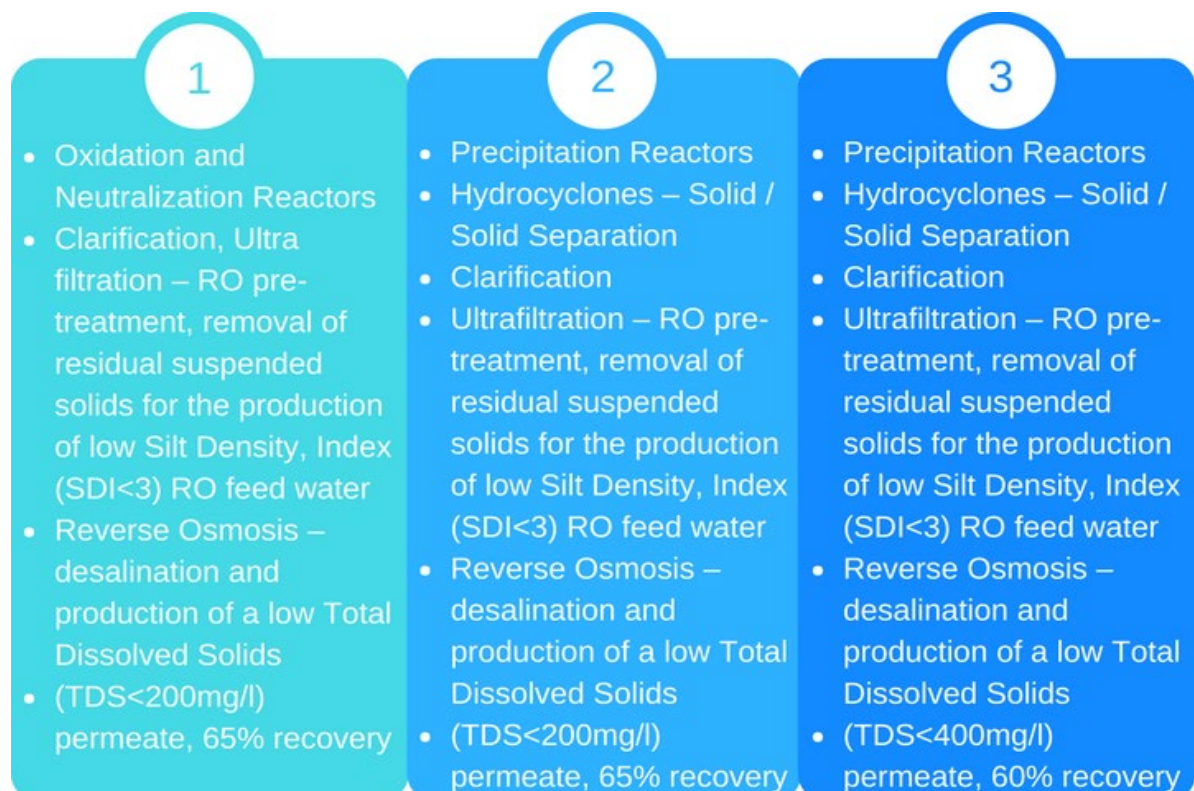 1
• Oxidation and
Neutralization Reactors
• Clarification, Ultra
filtration – RO pre-
treatment, removal of
residual suspended
solids for the production
of low Silt Density, Index
(SDI<3) RO feed water
• Reverse Osmosis –
desalination and
production of a low Total
Dissolved Solids
• (TDS<200mg/l)
permeate, 65% recovery
2
• Precipitation Reactors
• Hydrocyclones – Solid /
Solid Separation
• Clarification
• Ultrafiltration – RO pre-
treatment, removal of
residual suspended
solids for the production
of low Silt Density, Index
(SDI<3) RO feed water
• Reverse Osmosis –
desalination and
production of a low Total
Dissolved Solids
• (TDS<200mg/l)
permeate, 65% recovery
3
• Precipitation Reactors
• Hydrocyclones – Solid /
Solid Separation
• Clarification
• Ultrafiltration – RO pre-
treatment, removal of
residual suspended
solids for the production
of low Silt Density, Index
(SDI<3) RO feed water
• Reverse Osmosis –
desalination and
production of a low Total
Dissolved Solids
• (TDS<400mg/l)
permeate, 60% recovery